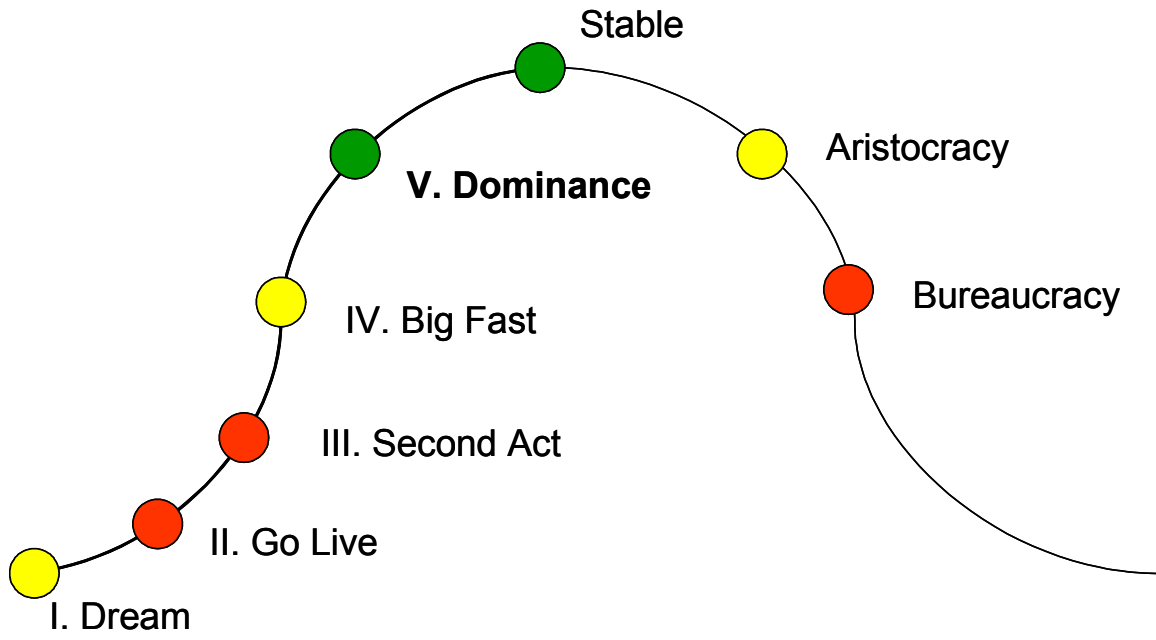 Stable
Aristocracy
V. Dominance
Bureaucracy
IV. Big Fast
III. Second Act
II. Go Live
I. Dream